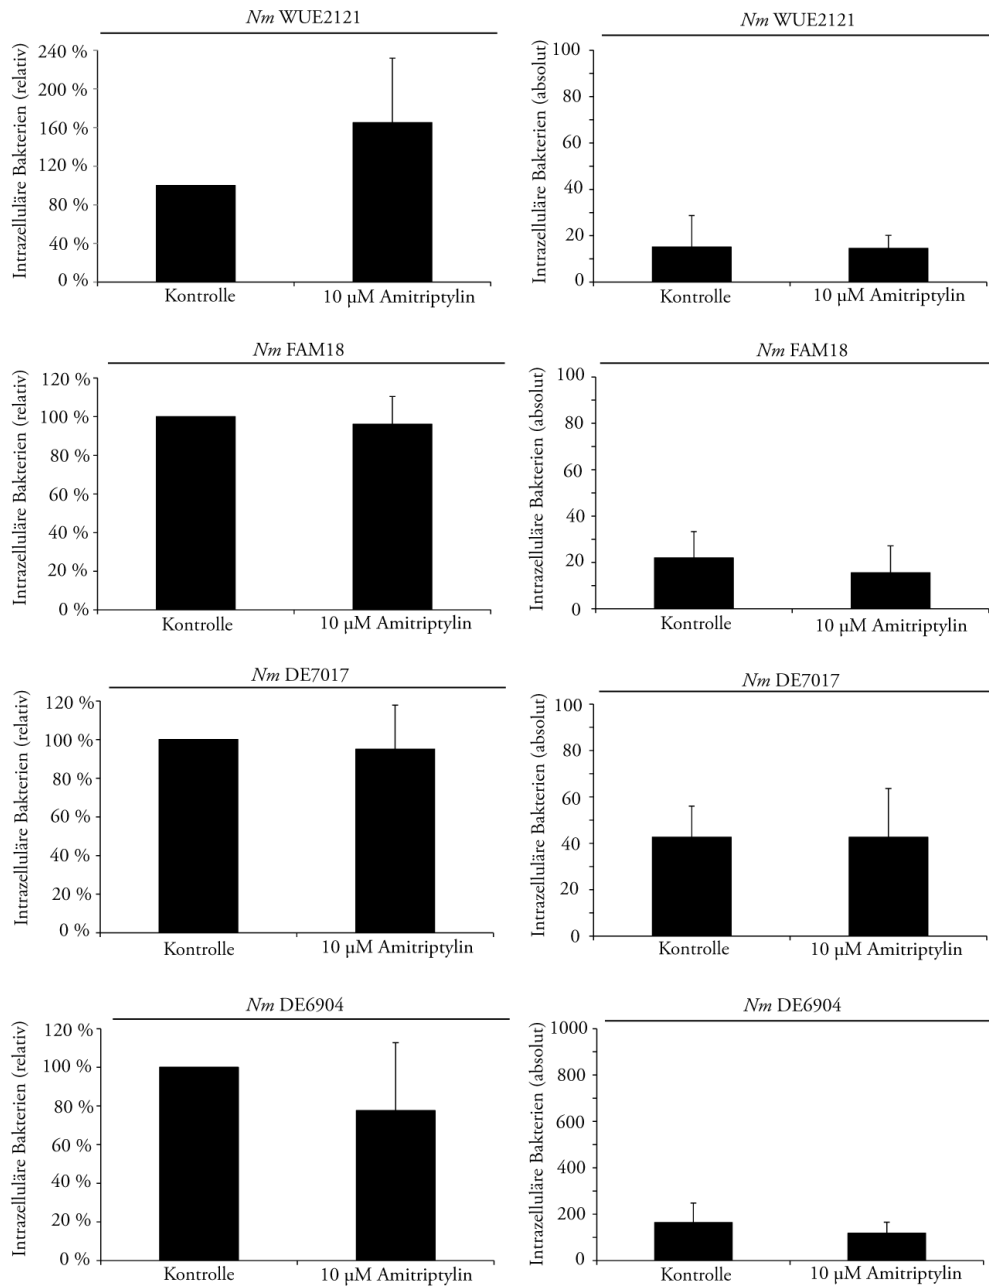 Nm WUE2121
Intrazelluläre Bakterien (relativ)
240 %
200 %
160 %
120 %
80 %
40 %
0 %
Kontrolle
10 µM Amitriptylin
Nm WUE2121
Intrazelluläre Bakterien (absolut)
100
80
60
40
20
0
Kontrolle
10 µM Amitriptylin
Nm FAM18
Intrazelluläre Bakterien (relativ)
120 %
100 %
80 %
60 %
40 %
20 %
0 %
Kontrolle
10 µM Amitriptylin
Nm FAM18
Intrazelluläre Bakterien (absolut)
100
80
60
40
20
0
Kontrolle
10 µM Amitriptylin
Nm DE7017
Intrazelluläre Bakterien (relativ)
120 %
100 %
80 %
60 %
40 %
20 %
0 %
Kontrolle
10 µM Amitriptylin
Nm DE7017
Intrazelluläre Bakterien (absolut)
100
80
60
40
20
0
Kontrolle
10 µM Amitriptylin
Nm DE6904
Intrazelluläre Bakterien (relativ)
120 %
100 %
80 %
60 %
40 %
20 %
0 %
Kontrolle
10 µM Amitriptylin
Nm DE6904
Intrazelluläre Bakterien (absolut)
1000
800
600
400
200
0
Kontrolle
10 µM Amitriptylin